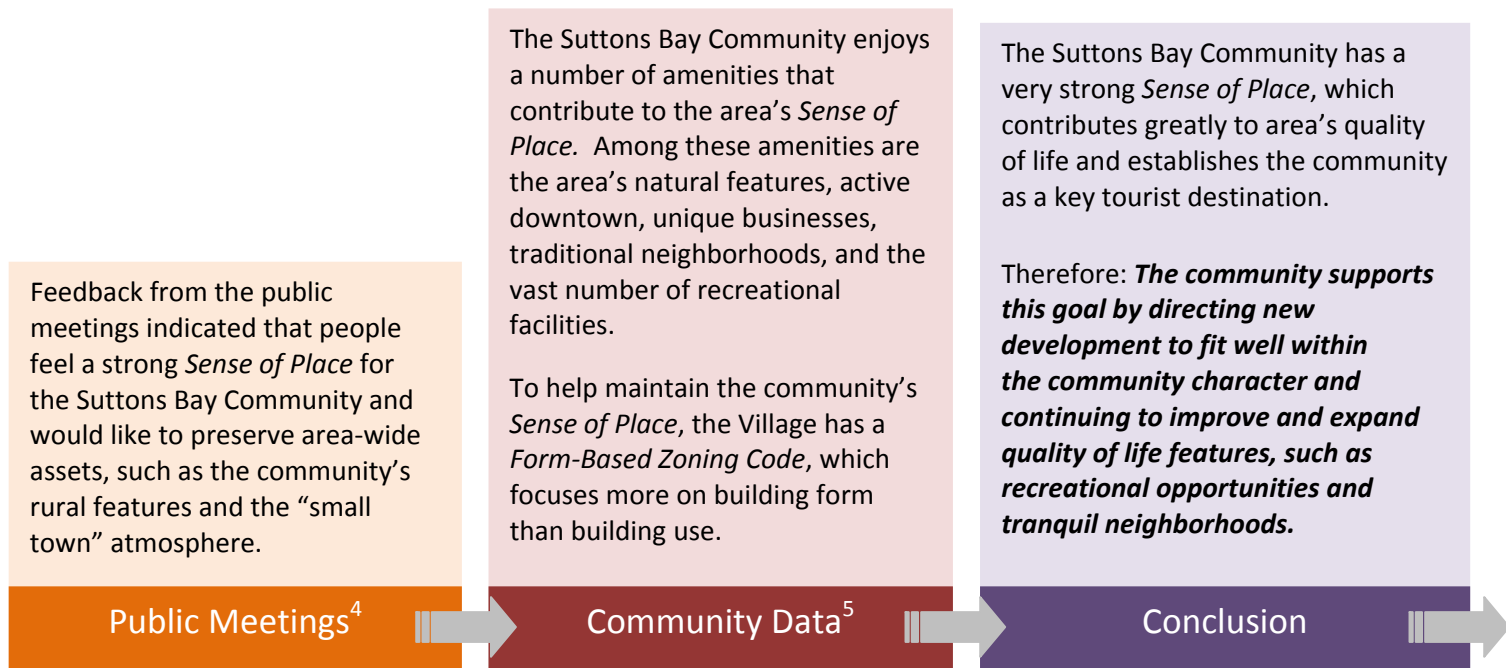 Feedback from the public
meetings indicated that people
feel a strong Sense of Place for
the Suttons Bay Community and
would like to preserve area-wide
assets, such as the community’s
rural features and the “small
town” atmosphere.
Public Meetings⁴
The Suttons Bay Community enjoys
a number of amenities that
contribute to the area’s Sense of
Place. Among these amenities are
the area’s natural features, active
downtown, unique businesses,
traditional neighborhoods, and the
vast number of recreational
facilities.
To help maintain the community’s
Sense of Place, the Village has a
Form-Based Zoning Code, which
focuses more on building form
than building use.
Community Data⁵
The Suttons Bay Community has a
very strong Sense of Place, which
contributes greatly to area’s quality
of life and establishes the community
as a key tourist destination.
Therefore: The community supports
this goal by directing new
development to fit well within
the community character and
continuing to improve and expand
quality of life features, such as
recreational opportunities and
tranquil neighborhoods.
Conclusion